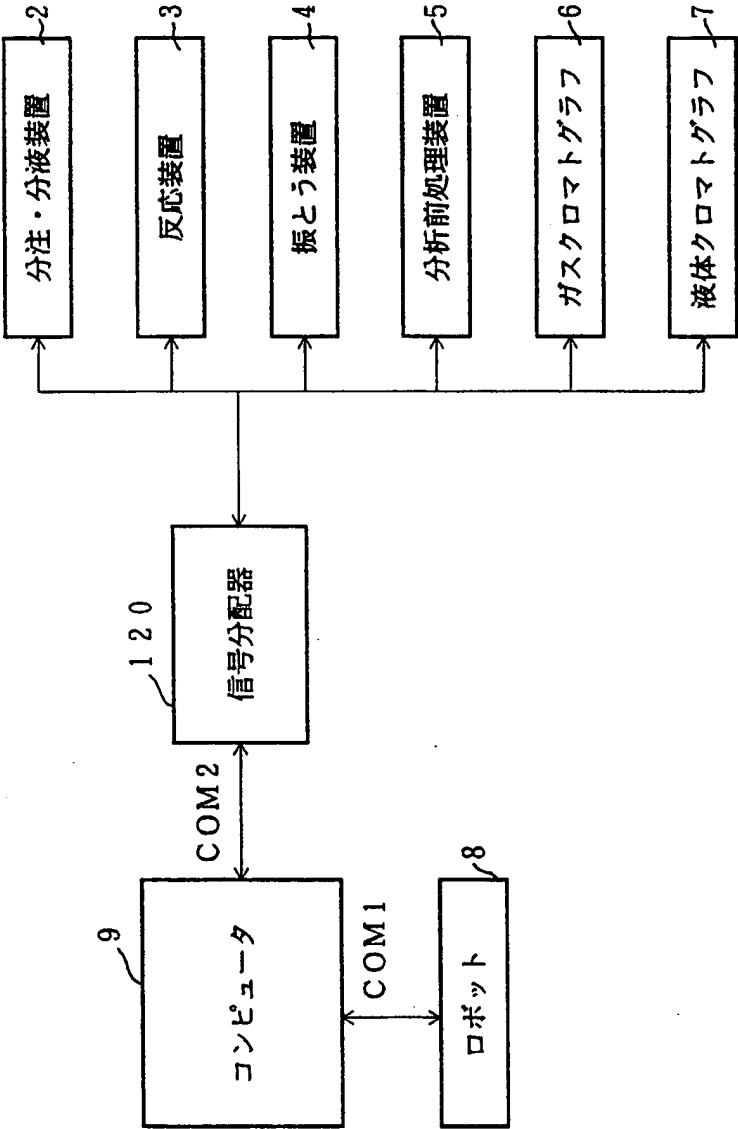 9
コンピュータ
COM1
ロボット
8
COM2
120
信号分配器
分注・分液装置
2
反応装置
3
振とう装置
4
分析前処理装置
5
ガスクロマトグラフ
6
液体クロマトグラフ
7